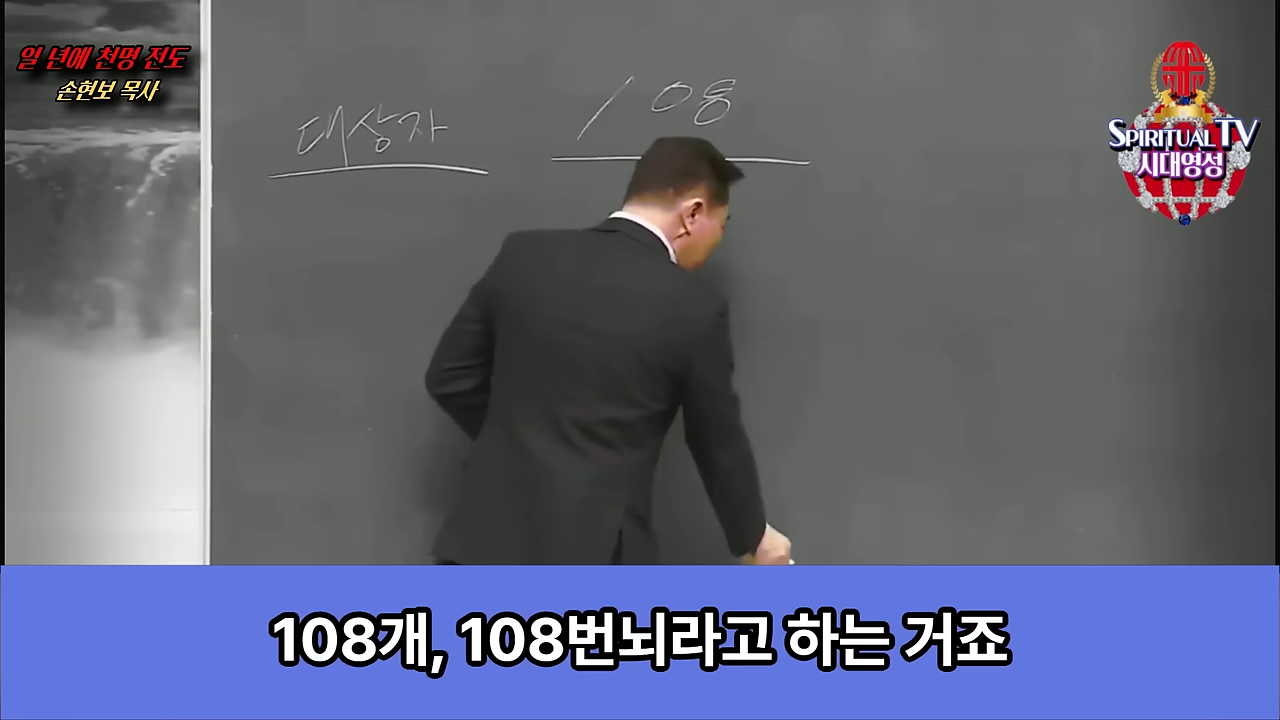 일 년에 천명 전도
손현보 목사
대상자
108
SPIRITUAL TV
시대영성
108개, 108번뇌라고 하는 거죠